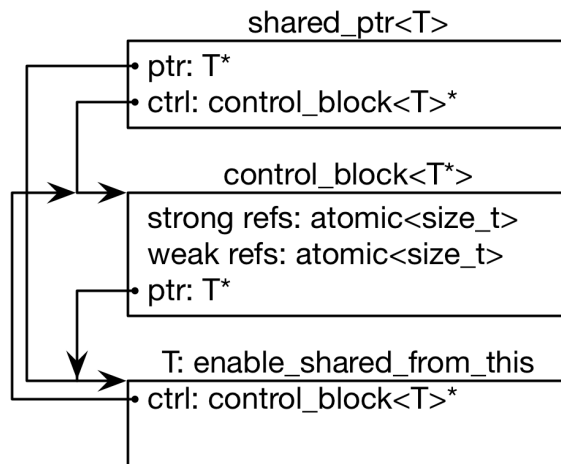 shared_ptr<T>
ptr: T*
ctrl: control_block<T>*
control_block<T*>
strong refs: atomic<size_t>
weak refs: atomic<size_t>
ptr: T*
T: enable_shared_from_this
ctrl: control_block<T>*